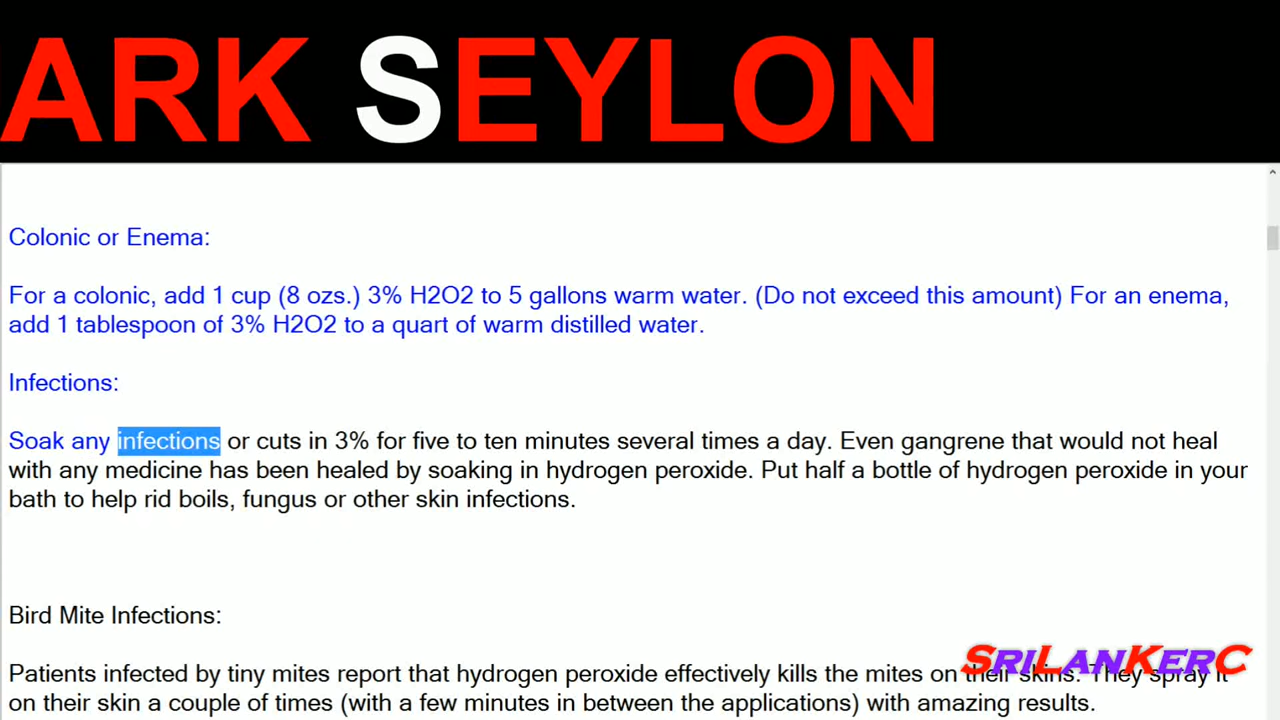 ARK SEYLON
Colonic or Enema:
For a colonic, add 1 cup (8 ozs.) 3% H2O2 to 5 gallons warm water. (Do not exceed this amount) For an enema,
add 1 tablespoon of 3% H2O2 to a quart of warm distilled water.
Infections:
Soak any infections or cuts in 3% for five to ten minutes several times a day. Even gangrene that would not heal
with any medicine has been healed by soaking in hydrogen peroxide. Put half a bottle of hydrogen peroxide in your
bath to help rid boils, fungus or other skin infections.
Bird Mite Infections:
Patients infected by tiny mites report that hydrogen peroxide effectively kills the mites on their skins. They spray it
on their skin a couple of times (with a few minutes in between the applications) with amazing results.
SRILANKERC